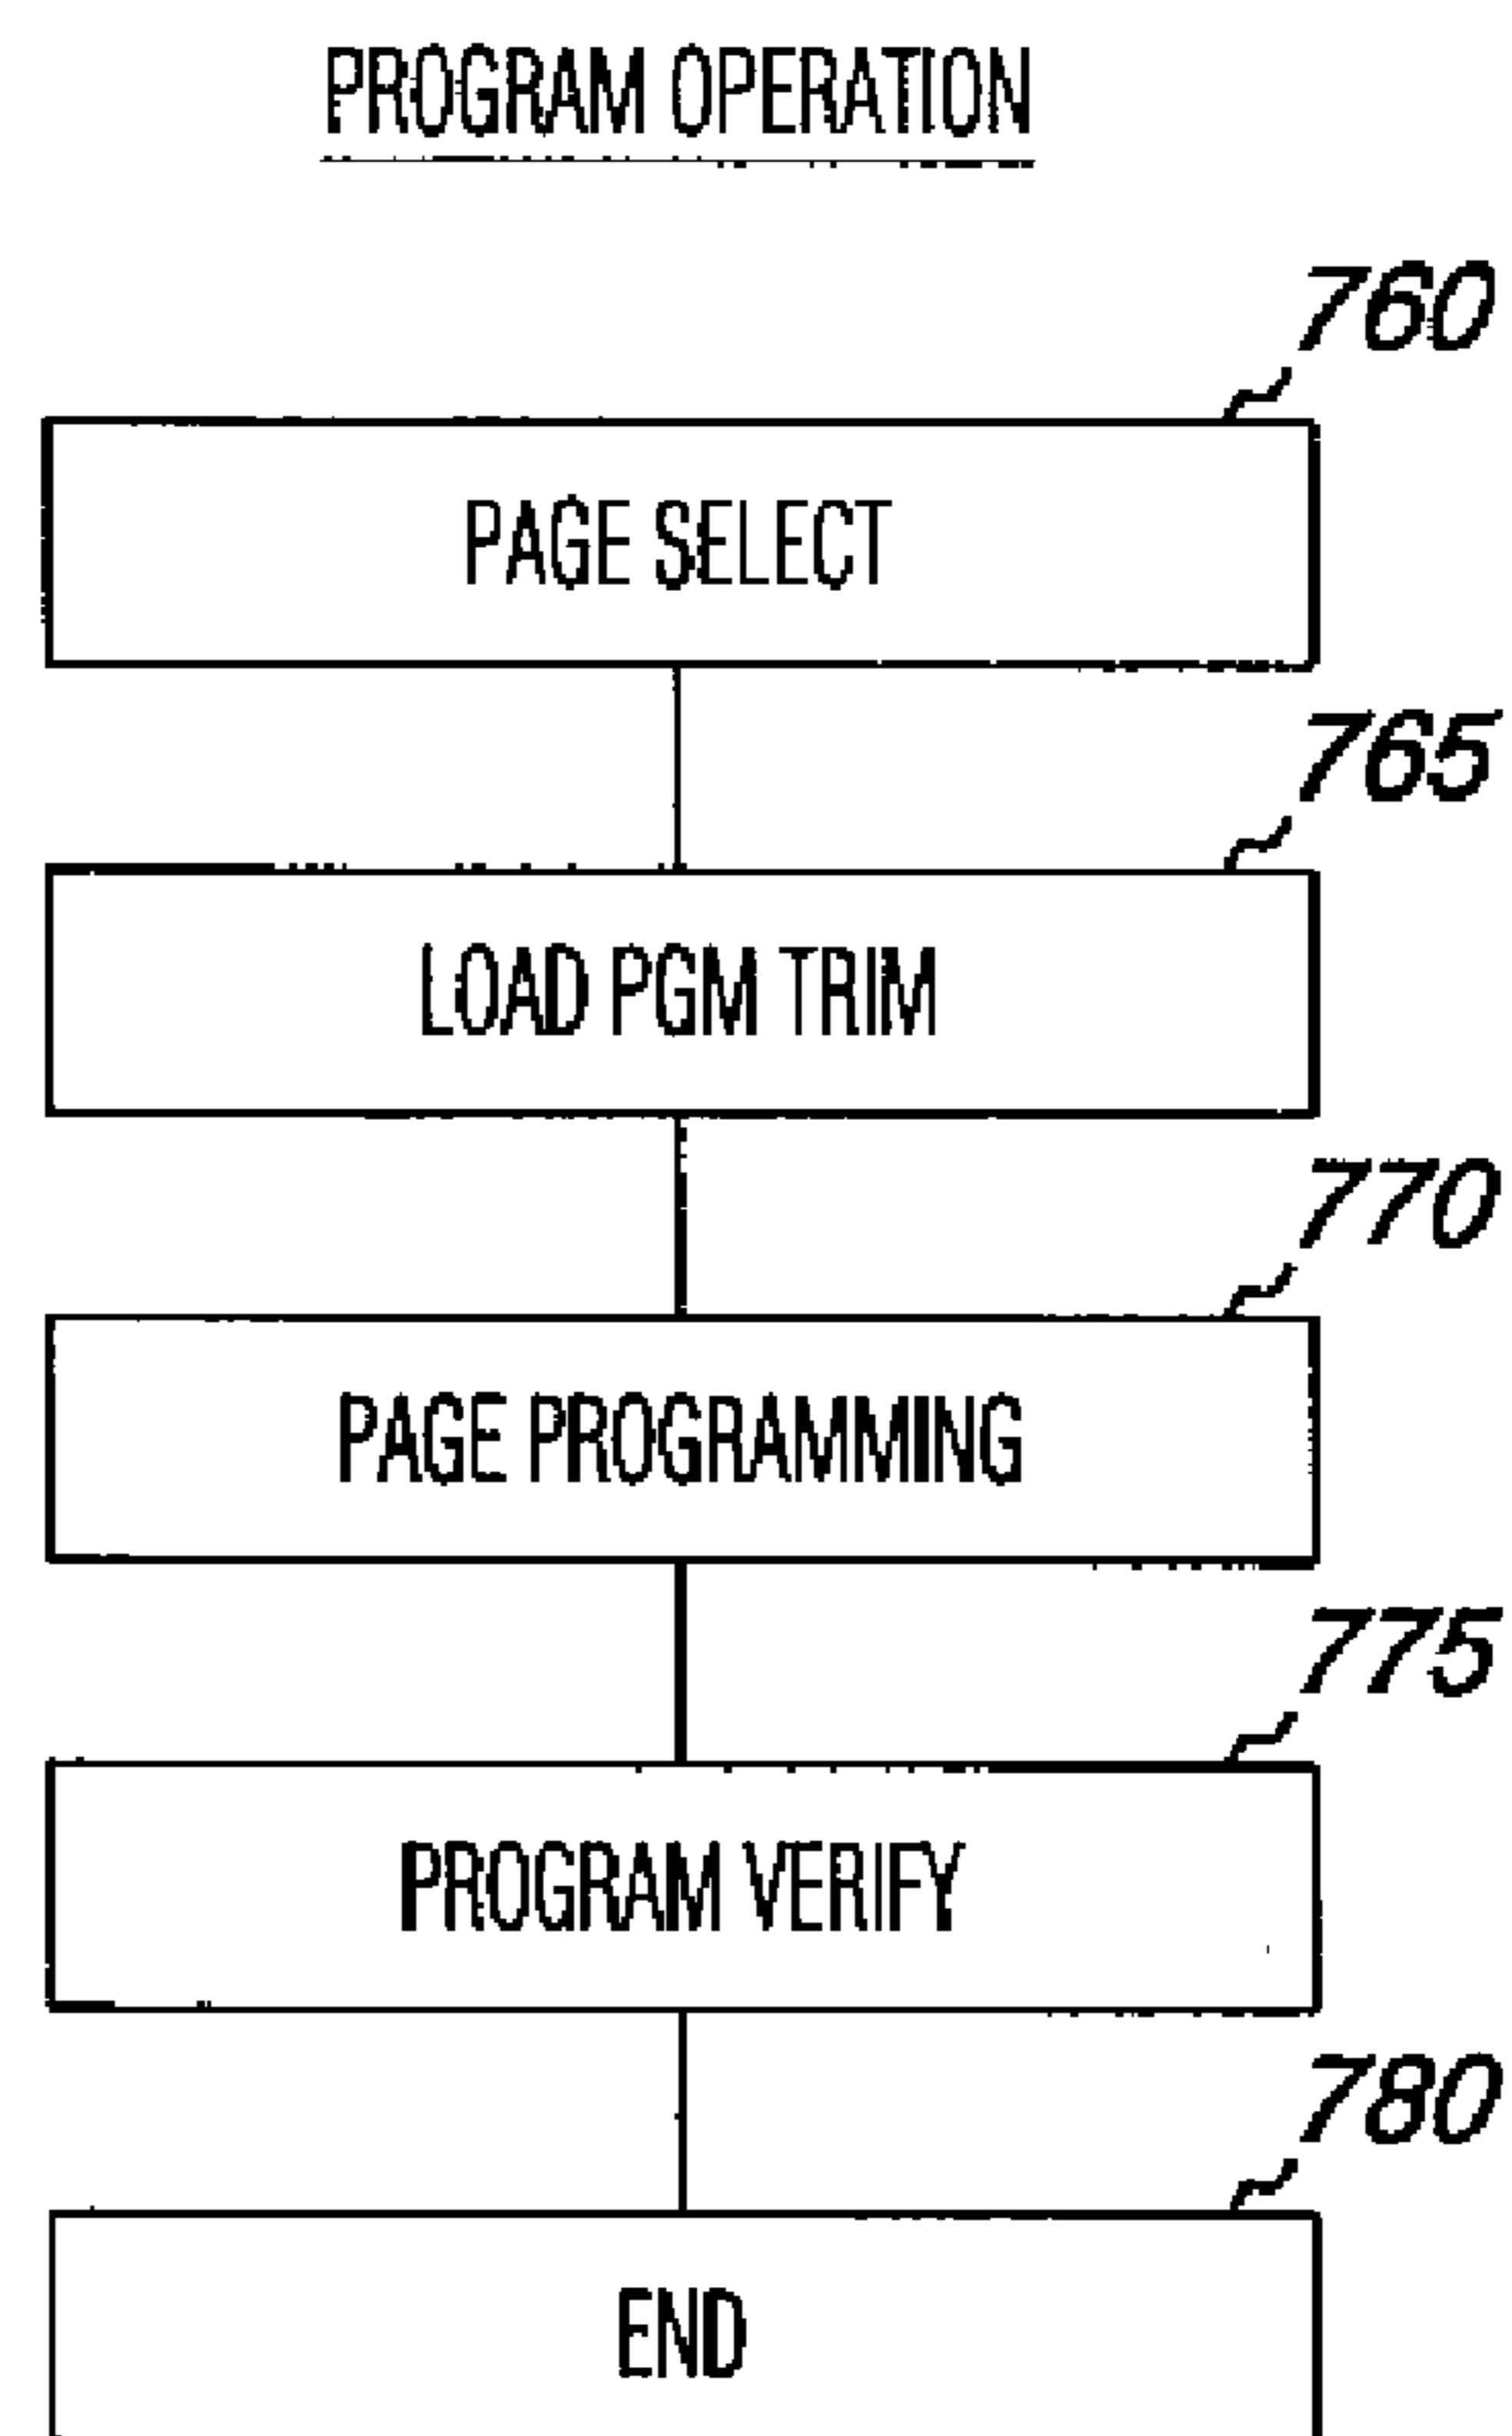 PROGRAM OPERATION
760
PAGE SELECT
765
LOAD PGM TRIM
770
PAGE PROGRAMMING
775
PROGRAM VERIFY
780
END